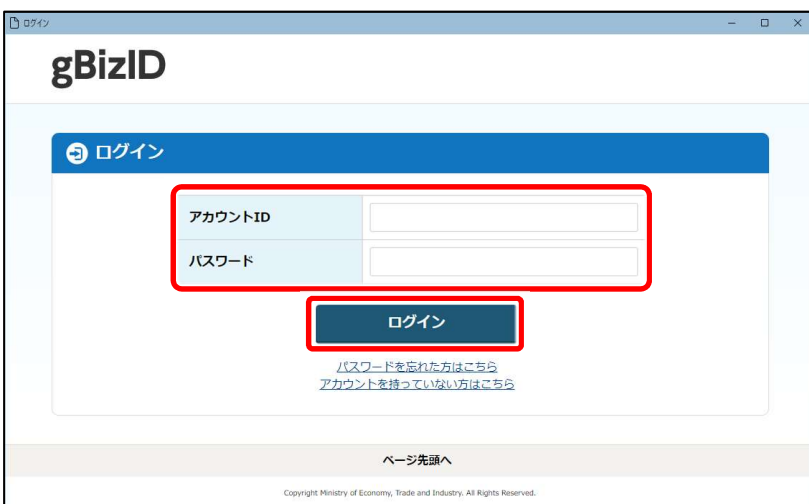 ログイン
gBizID
ログイン
アカウントID
パスワード
ログイン
パスワードを忘れた方はこちら
アカウントを持っていない方はこちら
ページ先頭へ
Copyright Ministry of Economy, Trade and Industry. All Rights Reserved.